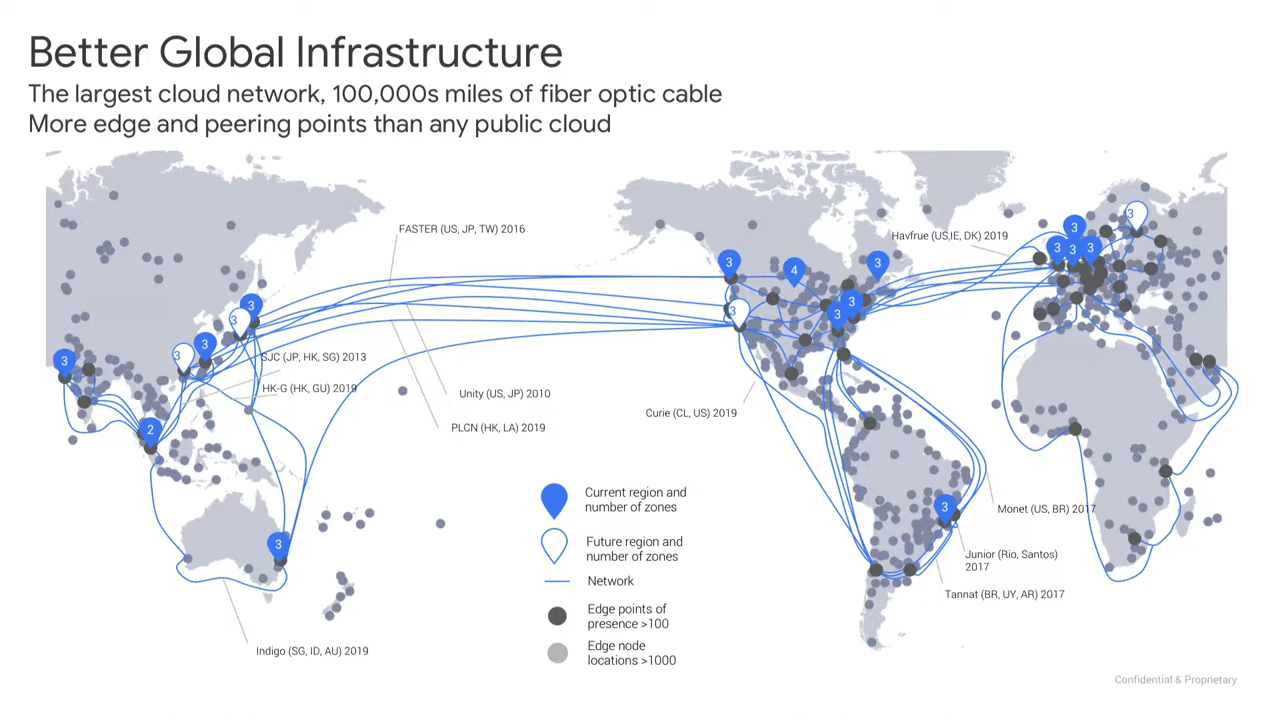 Better Global Infrastructure
The largest cloud network, 100,000s miles of fiber optic cable
More edge and peering points than any public cloud
FASTER (US, JP, TW) 2016
Havfrue (US,IE, DK) 2019
3
3
3
3
3
3
3
4
3
3
3
3
3
3
3
3
3
2
SJC (JP, HK, SG) 2013
HK-G (HK, GU) 2019
Unity (US, JP) 2010
Curie (CL, US) 2019
PLCN (HK, LA) 2019
Current region and
number of zones
3
Monet (US, BR) 2017
Future region and
number of zones
3
Junior (Rio, Santos)
2017
Network
Tannat (BR, UY, AR) 2017
Edge points of
presence >100
Indigo (SG, ID, AU) 2019
Edge node
locations >1000
Confidential & Proprietary